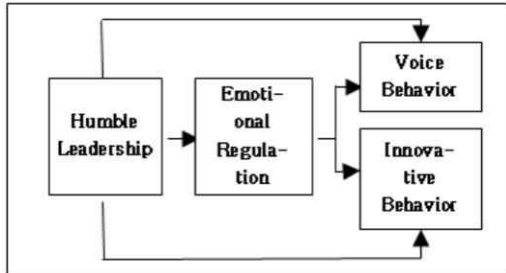 Humble
Leadership
Emoti-
onal
Regula-
tion
Voice
Behavior
Innova-
tive
Behavior